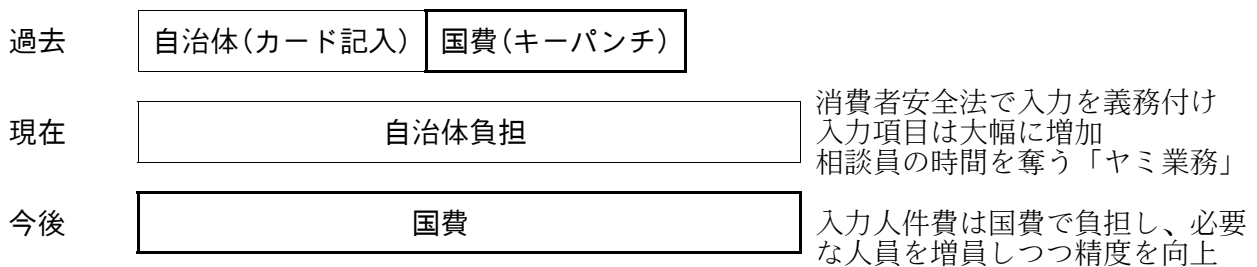 過去 自治体(カード記入) 国費(キーパンチ)
現在 自治体負担 消費者安全法で入力を義務付け
入力項目は大幅に増加
相談員の時間を奪う「ヤミ業務」
今後 国費 入力人件費は国費で負担し、必要
な人員を増員しつつ精度を向上